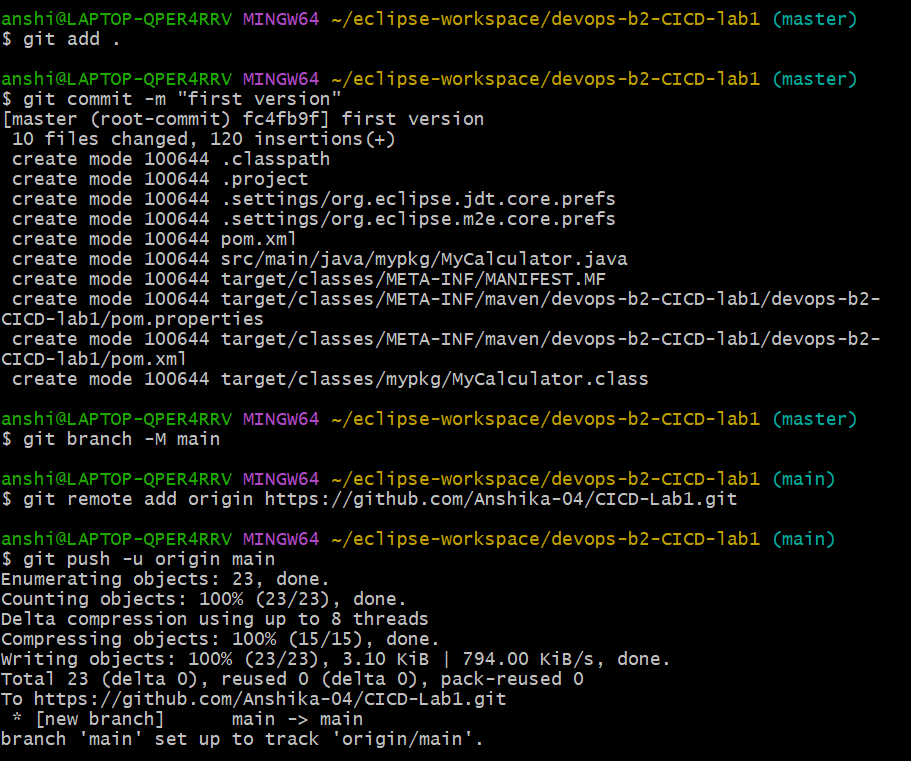 anshi@LAPTOP-QPER4RRV MINGW64 ~/eclipse-workspace/devops-b2-CICD-lab1 (master)
$ git add .
anshi@LAPTOP-QPER4RRV MINGW64 ~/eclipse-workspace/devops-b2-CICD-lab1 (master)
$ git commit -m "first version"
[master (root-commit) fc4fb9f] first version
 10 files changed, 120 insertions(+)
 create mode 100644 .classpath
 create mode 100644 .project
 create mode 100644 .settings/org.eclipse.jdt.core.prefs
 create mode 100644 .settings/org.eclipse.m2e.core.prefs
 create mode 100644 pom.xml
 create mode 100644 src/main/java/mypkg/MyCalculator.java
 create mode 100644 target/classes/META-INF/MANIFEST.MF
 create mode 100644 target/classes/META-INF/maven/devops-b2-CICD-lab1/devops-b2-
CICD-lab1/pom.properties
 create mode 100644 target/classes/META-INF/maven/devops-b2-CICD-lab1/devops-b2-
CICD-lab1/pom.xml
 create mode 100644 target/classes/mypkg/MyCalculator.class
anshi@LAPTOP-QPER4RRV MINGW64 ~/eclipse-workspace/devops-b2-CICD-lab1 (master)
$ git branch -M main
anshi@LAPTOP-QPER4RRV MINGW64 ~/eclipse-workspace/devops-b2-CICD-lab1 (main)
$ git remote add origin https://github.com/Anshika-04/CICD-Lab1.git
anshi@LAPTOP-QPER4RRV MINGW64 ~/eclipse-workspace/devops-b2-CICD-lab1 (main)
$ git push -u origin main
Enumerating objects: 23, done.
Counting objects: 100% (23/23), done.
Delta compression using up to 8 threads
Compressing objects: 100% (15/15), done.
Writing objects: 100% (23/23), 3.10 KiB | 794.00 KiB/s, done.
Total 23 (delta 0), reused 0 (delta 0), pack-reused 0
To https://github.com/Anshika-04/CICD-Lab1.git
 * [new branch]      main -> main
branch 'main' set up to track 'origin/main'.